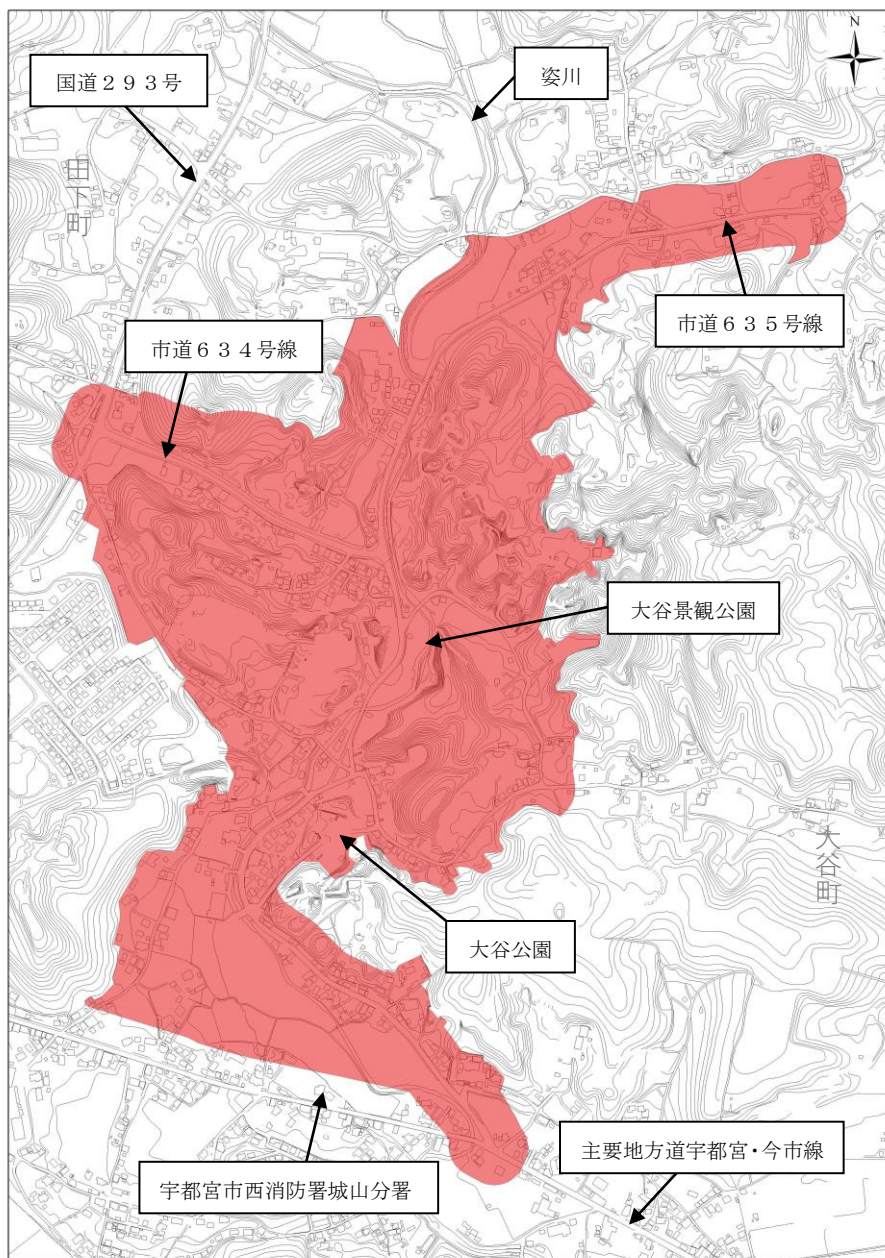 N
国道２９３号
姿川
田下町
市道６３５号線
市道６３４号線
大谷景観公園
大谷町
大谷公園
主要地方道宇都宮・今市線
宇都宮市西消防署城山分署